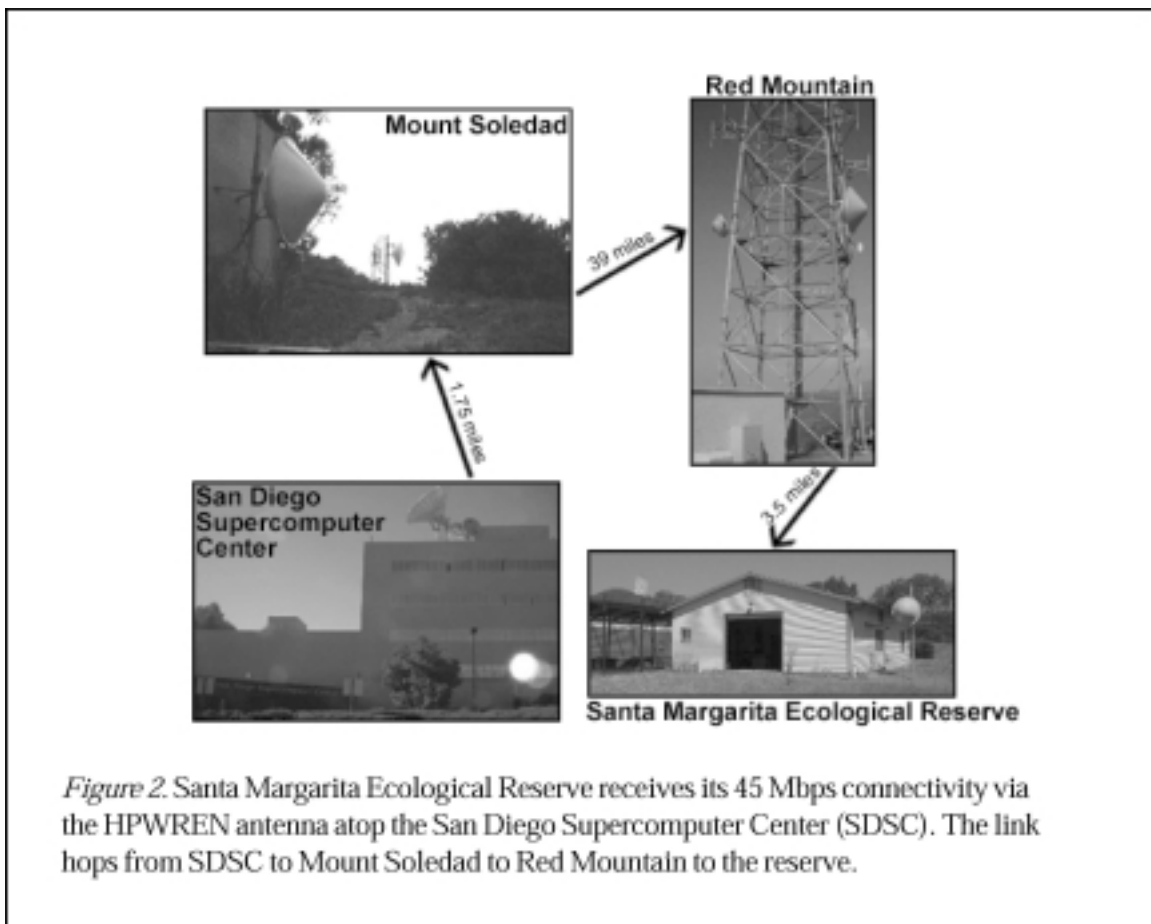 Red Mountain
Mount Soledad
39 miles
1.75 miles
San Diego
Supercomputer
Center
3.5 miles
Santa Margarita Ecological Reserve
Figure 2. Santa Margarita Ecological Reserve receives its 45 Mbps connectivity via
the HPWREN antenna atop the San Diego Supercomputer Center (SDSC). The link
hops from SDSC to Mount Soledad to Red Mountain to the reserve.